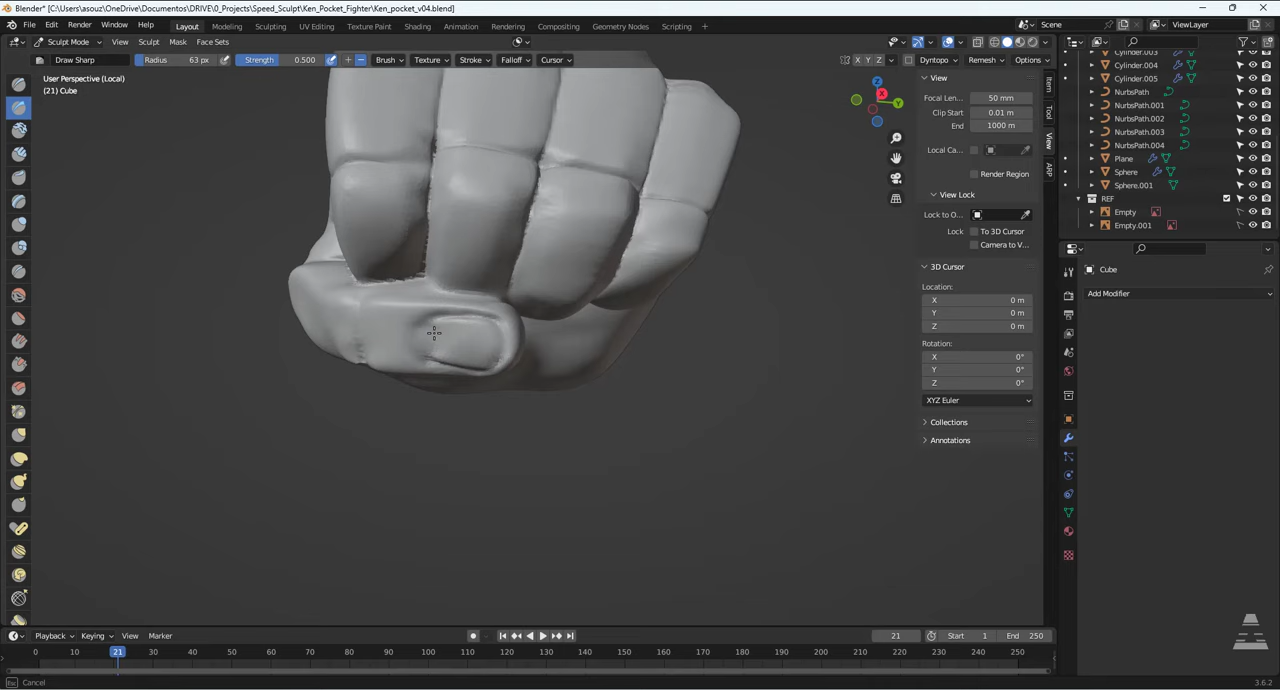 Blender* [C:\Users\asouz\OneDrive\Documentos\DRIVE\0_Projects\Speed_Sculpt\Ken_Pocket_Fighter\Ken_pocket_v04.blend]
File Edit Render Window Help Layout Modeling Sculpting UV Editing Texture Paint Shading Animation Rendering Compositing Geometry Nodes Scripting + Scene ViewLayer
Sculpt Mode View Sculpt Mask Face Sets
Draw Sharp Radius 63 px Strength 0.500 Brush Texture Stroke Falloff Cursor X Y Z Dyntopo Remesh Options
User Perspective (Local)
(21) Cube
Z
X
Y
View
Focal Len... 50 mm
Clip Start 0.01 m
End 1000 m
Local Ca...
Render Region
View Lock
Lock to O...
Lock To 3D Cursor
Camera to V...
3D Cursor
Location:
X 0 m
Y 0 m
Z 0 m
Rotation:
X 0°
Y 0°
Z 0°
XYZ Euler
Collections
Annotations
Item
Tool
View
ARP
Cylinder.003
Cylinder.004
Cylinder.005
NurbsPath
NurbsPath.001
NurbsPath.002
NurbsPath.003
NurbsPath.004
Plane
Sphere
Sphere.001
REF
Empty
Empty.001
Cube
Add Modifier
Playback Keying View Marker 21 Start 1 End 250
0 10 21 30 40 50 60 70 80 90 100 110 120 130 140 150 160 170 180 190 200 210 220 230 240 250
Cancel 3.6.2